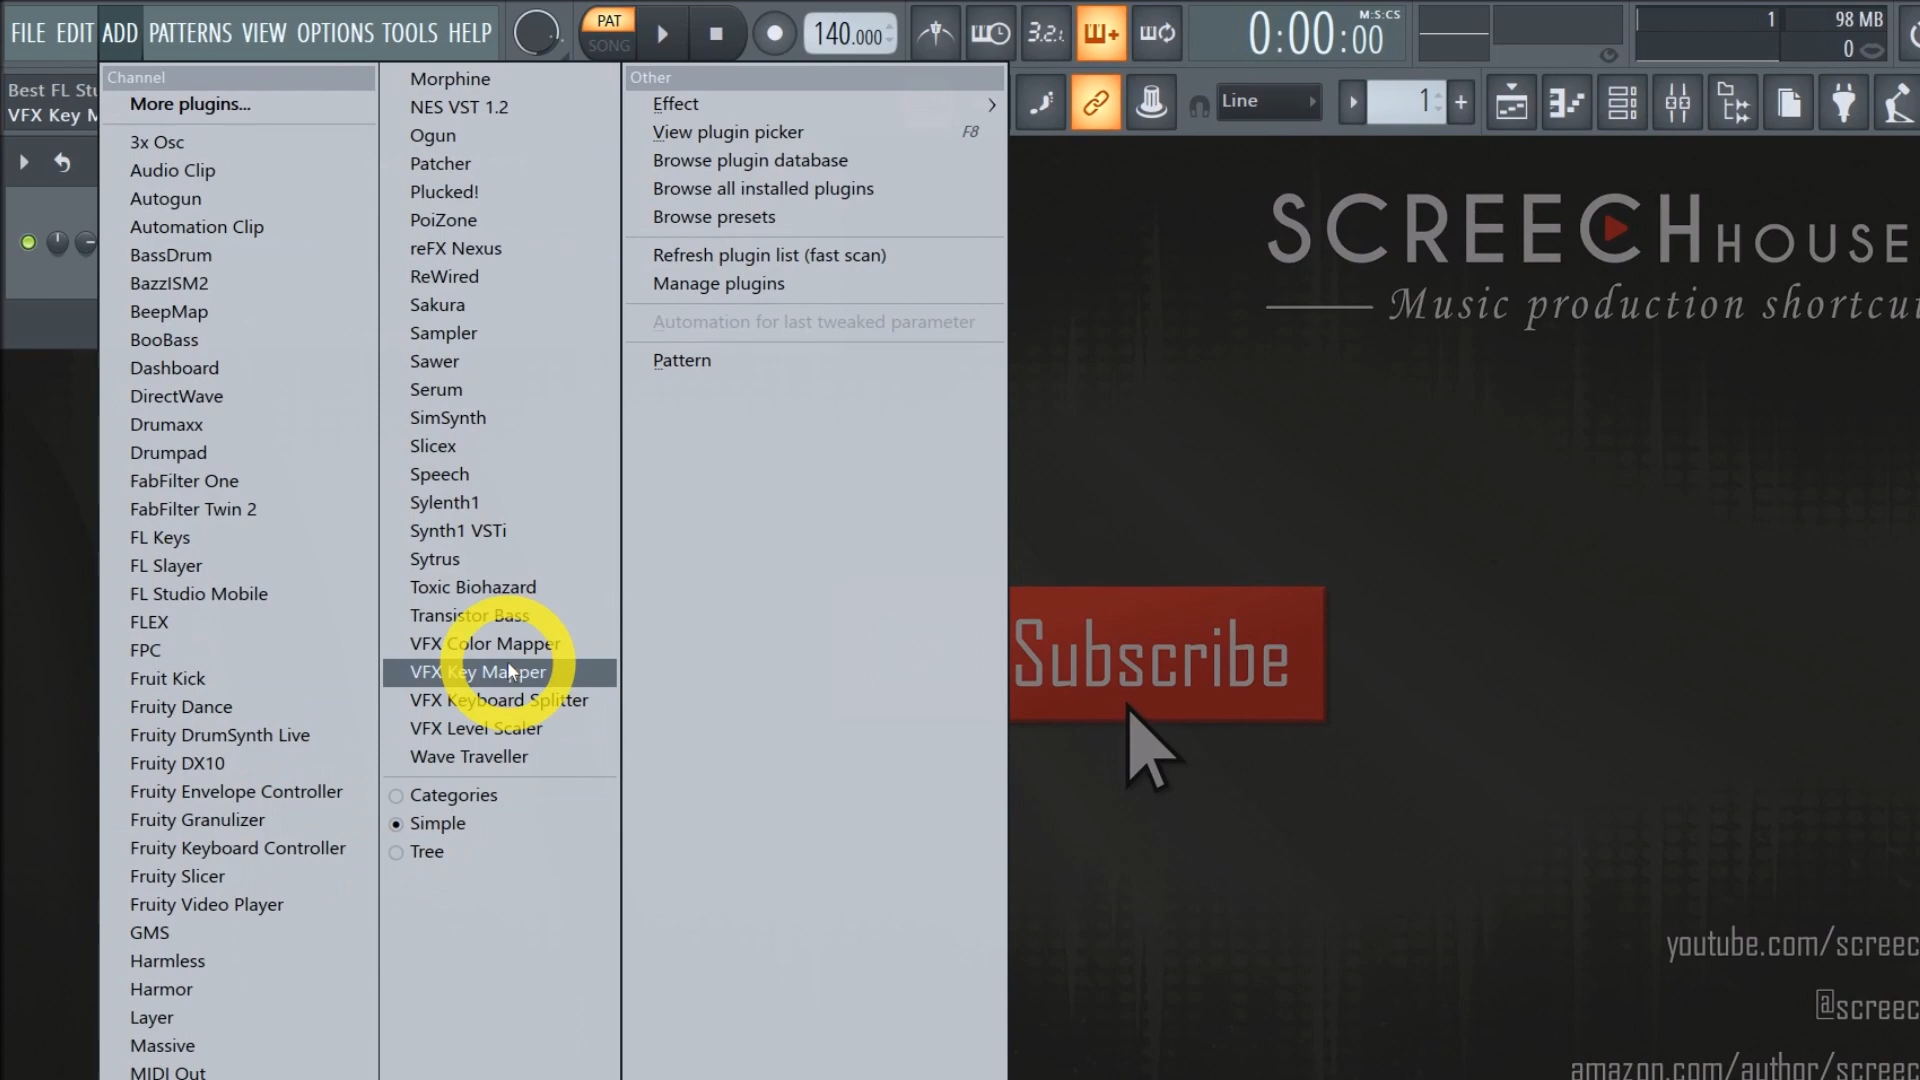 FILE EDIT ADD PATTERNS VIEW OPTIONS TOOLS HELP
PAT
SONG
140.000
3.2.
0:00:00
M:S:CS
1
98 MB
0
Best FL Stu
VFX Key M
Line
1
Channel
More plugins...
3x Osc
Audio Clip
Autogun
Automation Clip
BassDrum
BazzISM2
BeepMap
BooBass
Dashboard
DirectWave
Drumaxx
Drumpad
FabFilter One
FabFilter Twin 2
FL Keys
FL Slayer
FL Studio Mobile
FLEX
FPC
Fruit Kick
Fruity Dance
Fruity DrumSynth Live
Fruity DX10
Fruity Envelope Controller
Fruity Granulizer
Fruity Keyboard Controller
Fruity Slicer
Fruity Video Player
GMS
Harmless
Harmor
Layer
Massive
MIDI Out
Morphine
NES VST 1.2
Ogun
Patcher
Plucked!
PoiZone
reFX Nexus
ReWired
Sakura
Sampler
Sawer
Serum
SimSynth
Slicex
Speech
Sylenth1
Synth1 VSTi
Sytrus
Toxic Biohazard
Transistor Bass
VFX Color Mapper
VFX Key Mapper
VFX Keyboard Splitter
VFX Level Scaler
Wave Traveller
Categories
Simple
Tree
Other
Effect
View plugin picker F8
Browse plugin database
Browse all installed plugins
Browse presets
Refresh plugin list (fast scan)
Manage plugins
Automation for last tweaked parameter
Pattern
SCREECH HOUSE
Music production shortcu
Subscribe
youtube.com/screec
@screec
amazon.com/author/screec